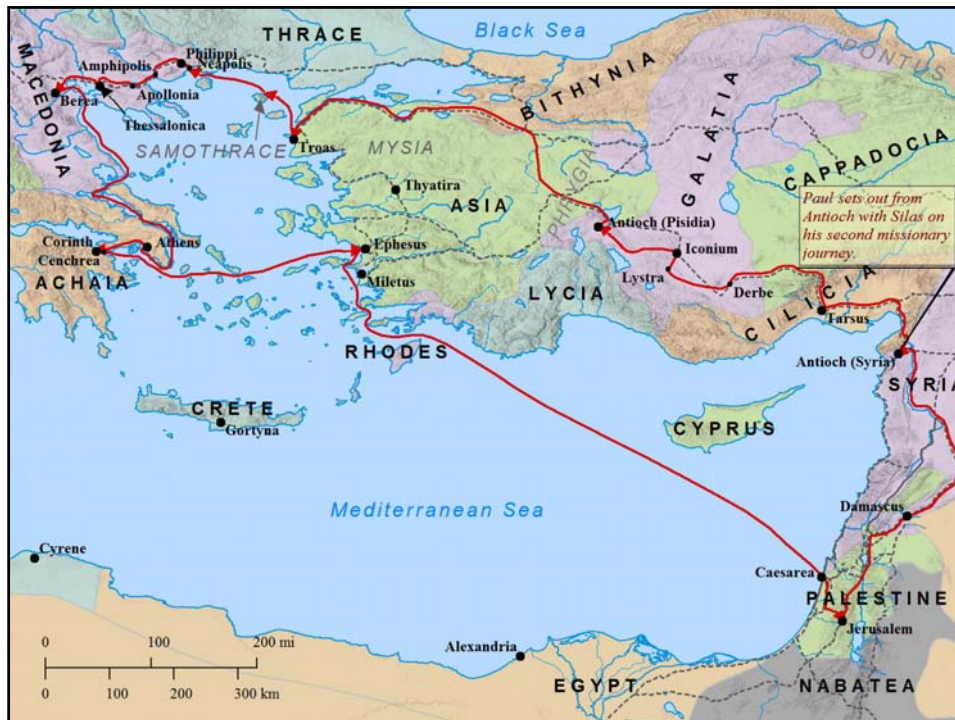 THRACE
Black Sea
MACEDONIA
Philippi
Neapolis
Amphipolis
Apollonia
Berea
Thessalonica
SAMOTHRACE
Troas
MYSIA
BITHYNIA
GALATIA
PONTUS
CAPPADOCIA
Paul sets out from
Antioch with Silas on
his second missionary
journey.
Thyatira
ASIA
PHRYGIA
Antioch (Pisidia)
Iconium
Lystra
Derbe
Corinth
Cenchrea
Athens
ACHAIA
Ephesus
Miletus
LYCIA
CILICIA
Tarsus
Antioch (Syria)
SYRIA
RHODES
CRETE
Gortyna
CYPRUS
Mediterranean Sea
Damascus
Cyrene
Caesarea
PALESTINE
Jerusalem
0 100 200 mi
0 100 200 300 km
Alexandria
EGYPT
NABATEA